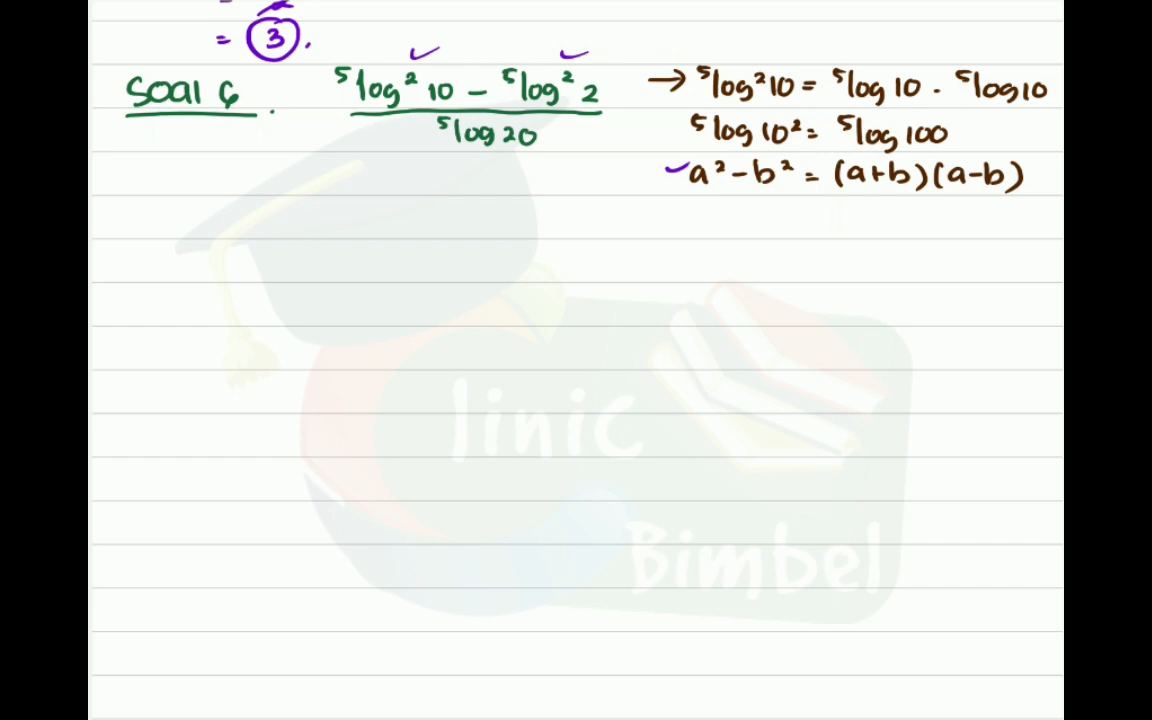 = 3.
Soal 6. (⁵log² 10 − ⁵log² 2) / ⁵log 20 → ⁵log² 10 = ⁵log 10 · ⁵log 10
⁵log 10² = ⁵log 100
✓ a² − b² = (a+b)(a−b)
linic
Bimbel